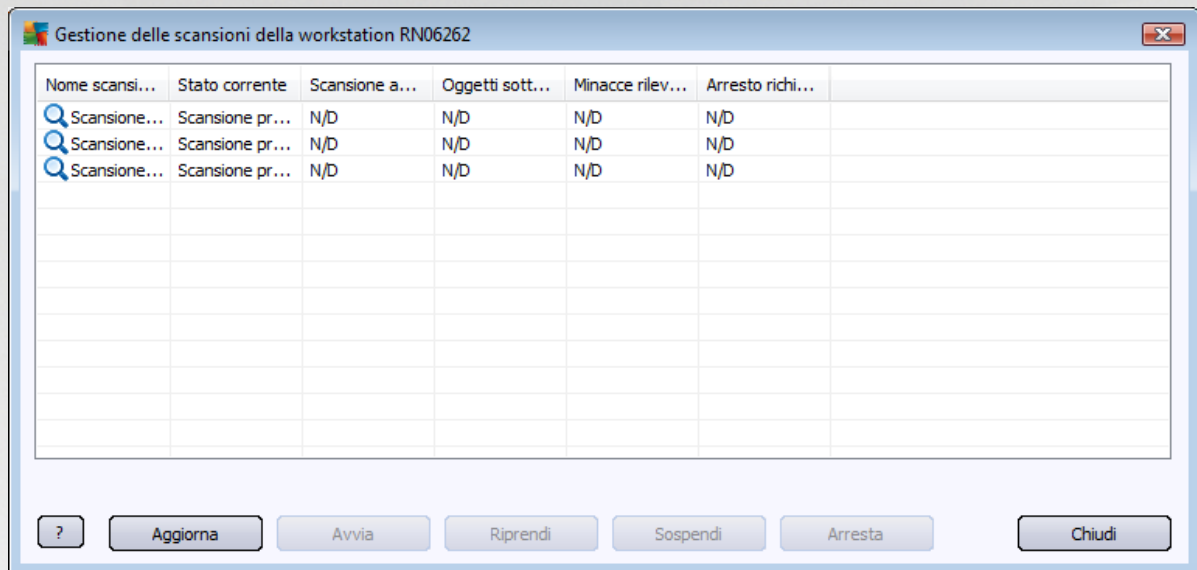 Gestione delle scansioni della workstation RN06262
Nome scansi... Stato corrente Scansione a... Oggetti sott... Minacce rilev... Arresto richi...
Scansione... Scansione pr... N/D N/D N/D N/D
Scansione... Scansione pr... N/D N/D N/D N/D
Scansione... Scansione pr... N/D N/D N/D N/D
? Aggiorna Avvia Riprendi Sospendi Arresta Chiudi